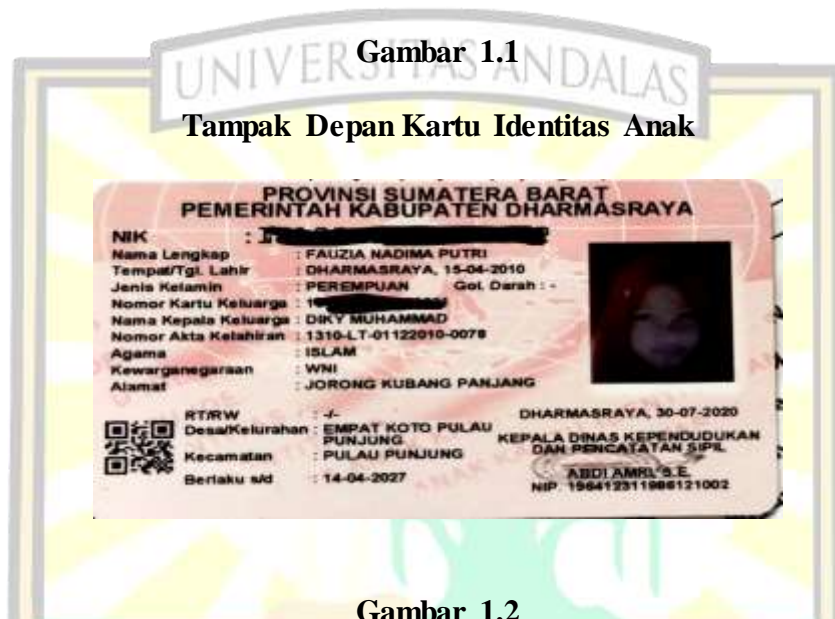 UNIVERSITAS ANDALAS
Gambar 1.1
Tampak Depan Kartu Identitas Anak
PROVINSI SUMATERA BARAT
PEMERINTAH KABUPATEN DHARMASRAYA
NIK :
Nama Lengkap : FAUZIA NADIMA PUTRI
Tempat/Tgl. Lahir : DHARMASRAYA, 15-04-2010
Jenis Kelamin : PEREMPUAN Gol. Darah : -
Nomor Kartu Keluarga : 1
Nama Kepala Keluarga : DIKY MUHAMMAD
Nomor Akta Kelahiran : 1310-LT-01122010-0078
Agama : ISLAM
Kewarganegaraan : WNI
Alamat : JORONG KUBANG PANJANG
RT/RW : -/-
Desa/Kelurahan : EMPAT KOTO PULAU
PUNJUNG
Kecamatan : PULAU PUNJUNG
Berlaku s/d : 14-04-2027
DHARMASRAYA, 30-07-2020
KEPALA DINAS KEPENDUDUKAN
DAN PENCATATAN SIPIL
ABDI AMRI, S.E.
NIP. 196412311986121002
Gambar 1.2